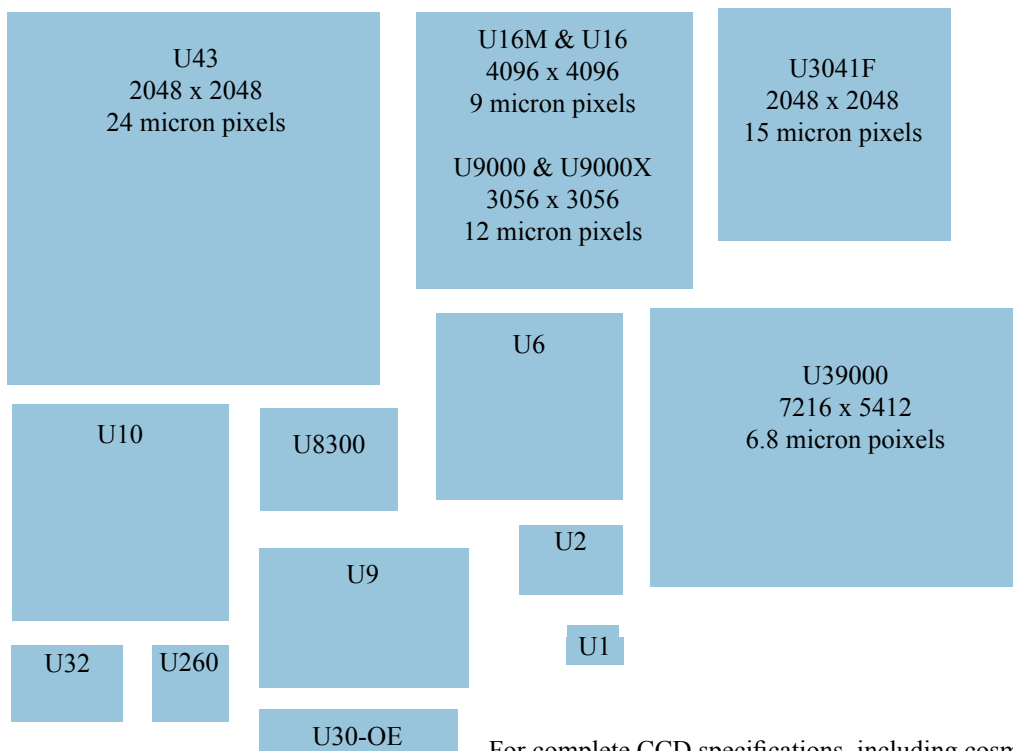 U43
2048 x 2048
24 micron pixels
U16M & U16
4096 x 4096
9 micron pixels
U9000 & U9000X
3056 x 3056
12 micron pixels
U3041F
2048 x 2048
15 micron pixels
U6
U39000
7216 x 5412
6.8 micron poixels
U10
U8300
U2
U9
U1
U32
U260
U30-OE
For complete CCD specifications, including